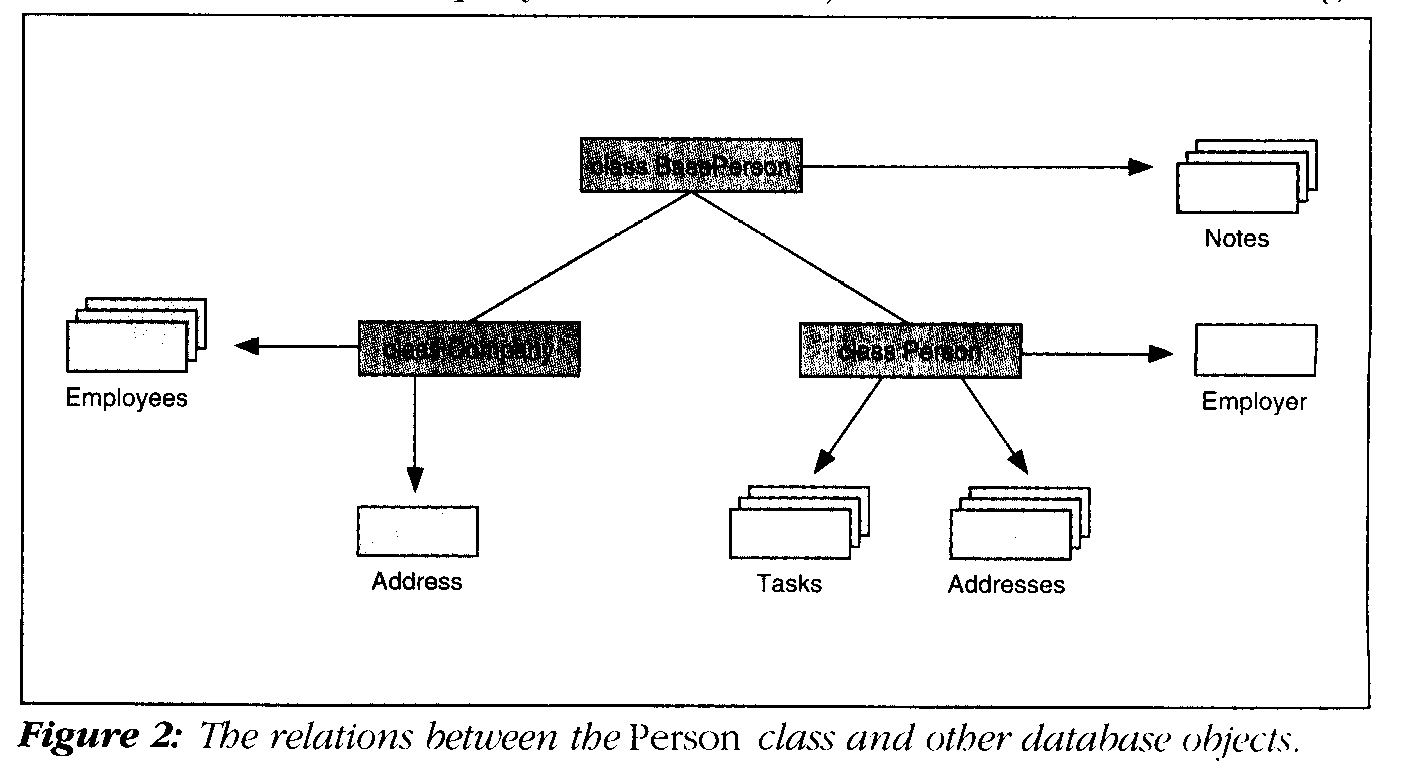 class BasePerson
Notes
class Company
class Person
Employees
Employer
Address
Tasks
Addresses
Figure 2: The relations between the Person class and other database objects.